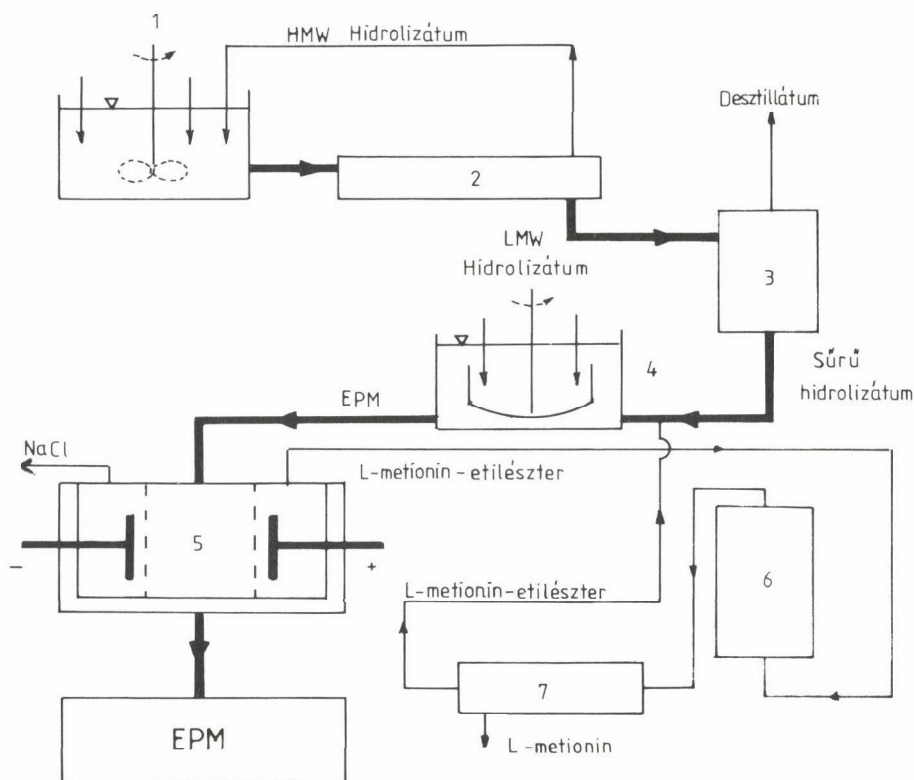 1
HMW Hidrolizátum
Desztillátum
2
LMW
Hidrolizátum
3
4
Sűrű
hidrolizátum
EPM
NaCl
L-metionin-etilészter
5
-
+
6
L-metionin-etilészter
7
EPM
L-metionin